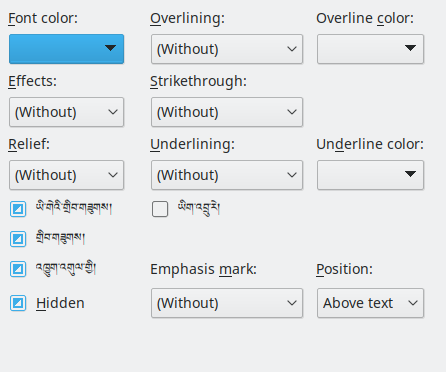 Font color:
Overlining:
Overline color:
(Without)
Effects:
Strikethrough:
(Without)
(Without)
Relief:
Underlining:
Underline color:
(Without)
(Without)
ཡི་གེའི་གྲིབ་གཟུགས།
ཡིག་འབྲུ་རེ།
གྲིབ་གཟུགས།
འཁྱུག་འགུལ་གྱི།
Emphasis mark:
Position:
Hidden
(Without)
Above text